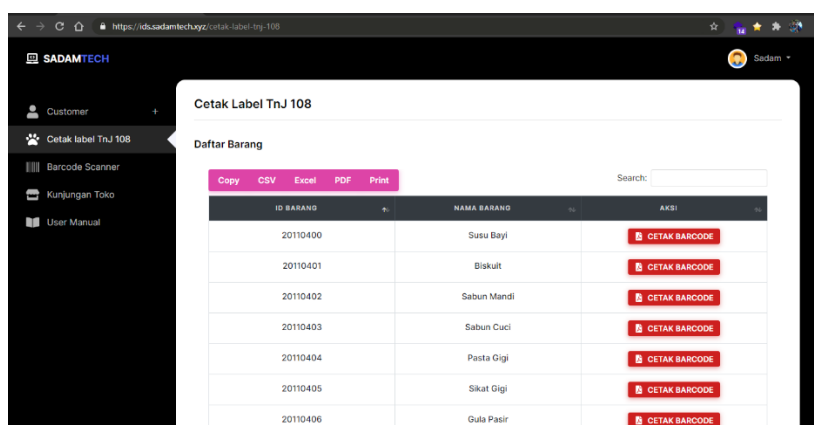 https://ids.sadamtech.xyz/cetak-label-tnj-108
14
SADAMTECH
Sadam
Customer +
Cetak label TnJ 108
Barcode Scanner
Kunjungan Toko
User Manual
Cetak Label TnJ 108
Daftar Barang
Copy CSV Excel PDF Print
Search:
ID BARANG NAMA BARANG AKSI
20110400 Susu Bayi CETAK BARCODE
20110401 Biskuit CETAK BARCODE
20110402 Sabun Mandi CETAK BARCODE
20110403 Sabun Cuci CETAK BARCODE
20110404 Pasta Gigi CETAK BARCODE
20110405 Sikat Gigi CETAK BARCODE
20110406 Gula Pasir CETAK BARCODE